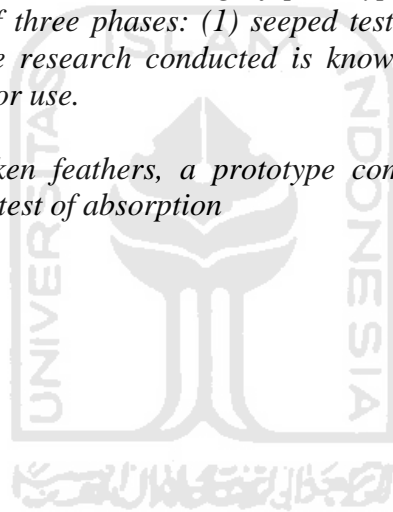 f three phases: (1) seeped test
e research conducted is know
or use.
ken feathers, a prototype con
test of absorption
ISLAM
UNIVERSITAS
INDONESIA